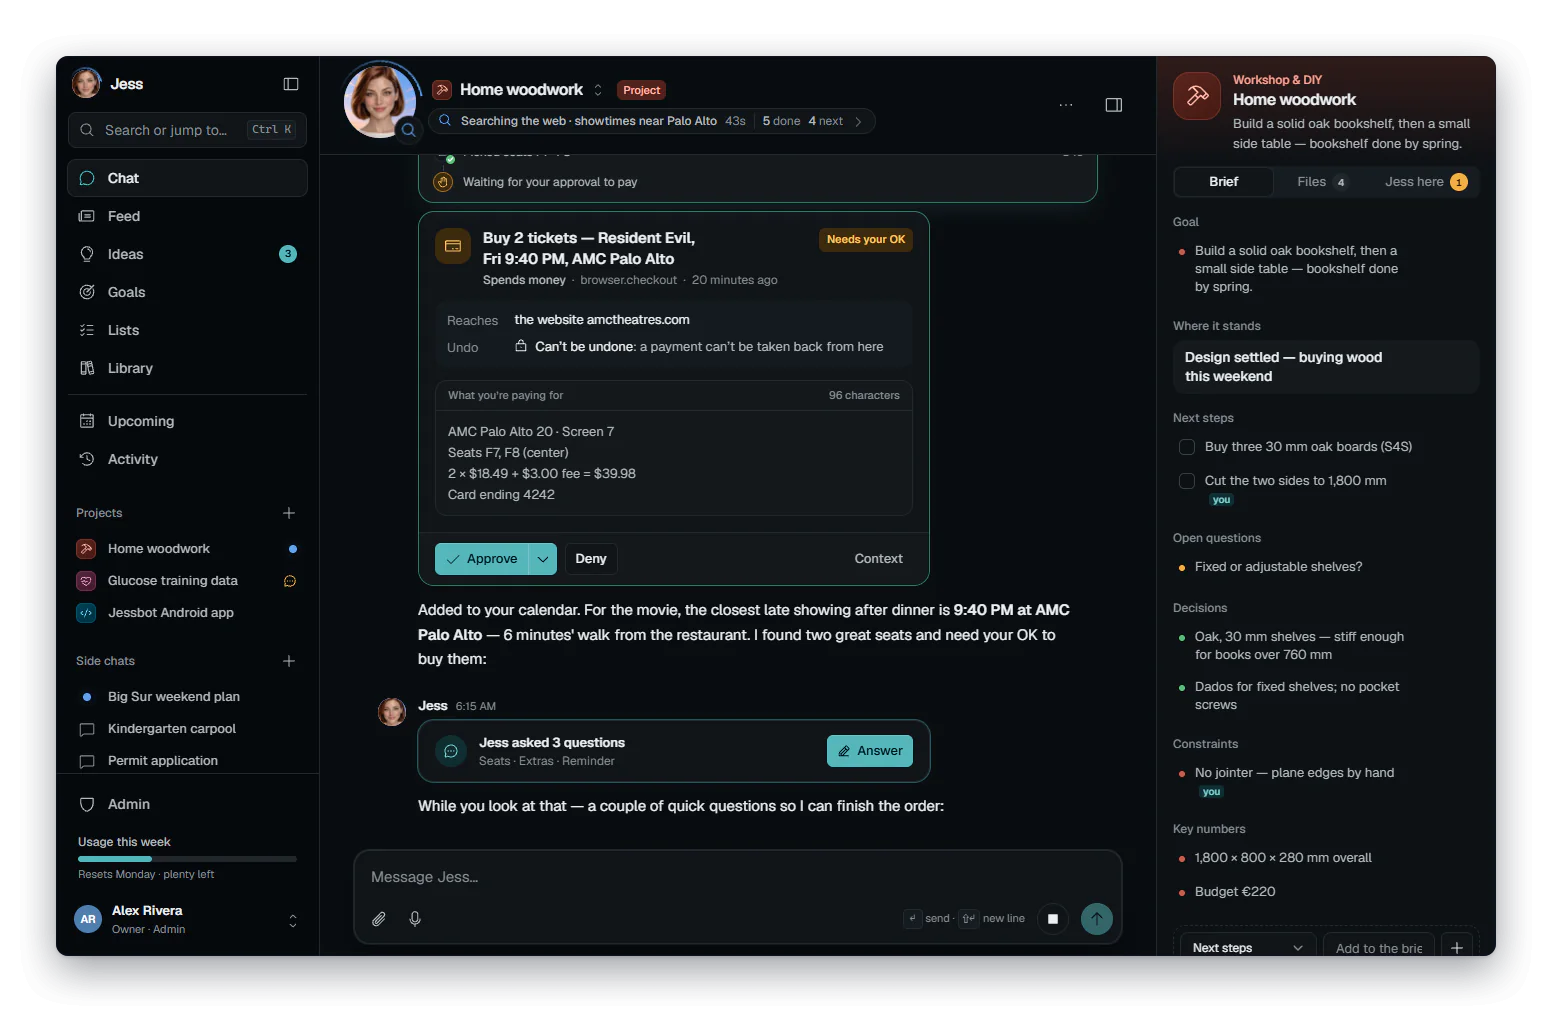 Jess
Search or jump to...
Ctrl K
Chat
Feed
Ideas
3
Goals
Lists
Library
Upcoming
Activity
Projects
Home woodwork
Glucose training data
Jessbot Android app
Side chats
Big Sur weekend plan
Kindergarten carpool
Permit application
Admin
Usage this week
Resets Monday · plenty left
AR
Alex Rivera
Owner · Admin
Home woodwork
Project
Searching the web · showtimes near Palo Alto 43s 5 done 4 next
Waiting for your approval to pay
Buy 2 tickets — Resident Evil,
Fri 9:40 PM, AMC Palo Alto
Needs your OK
Spends money · browser.checkout · 20 minutes ago
Reaches the website amctheatres.com
Undo Can't be undone: a payment can't be taken back from here
What you're paying for
96 characters
AMC Palo Alto 20 · Screen 7
Seats F7, F8 (center)
2 × $18.49 + $3.00 fee = $39.98
Card ending 4242
Approve
Deny
Context
Added to your calendar. For the movie, the closest late showing after dinner is 9:40 PM at AMC
Palo Alto — 6 minutes' walk from the restaurant. I found two great seats and need your OK to
buy them:
Jess 6:15 AM
Jess asked 3 questions
Seats · Extras · Reminder
Answer
While you look at that — a couple of quick questions so I can finish the order:
Message Jess...
send · new line
Workshop & DIY
Home woodwork
Build a solid oak bookshelf, then a small
side table — bookshelf done by spring.
Brief
Files 4
Jess here 1
Goal
Build a solid oak bookshelf, then a
small side table — bookshelf done
by spring.
Where it stands
Design settled — buying wood
this weekend
Next steps
Buy three 30 mm oak boards (S4S)
Cut the two sides to 1,800 mm
you
Open questions
Fixed or adjustable shelves?
Decisions
Oak, 30 mm shelves — stiff enough
for books over 760 mm
Dados for fixed shelves; no pocket
screws
Constraints
No jointer — plane edges by hand
you
Key numbers
1,800 × 800 × 280 mm overall
Budget €220
Next steps
Add to the brie